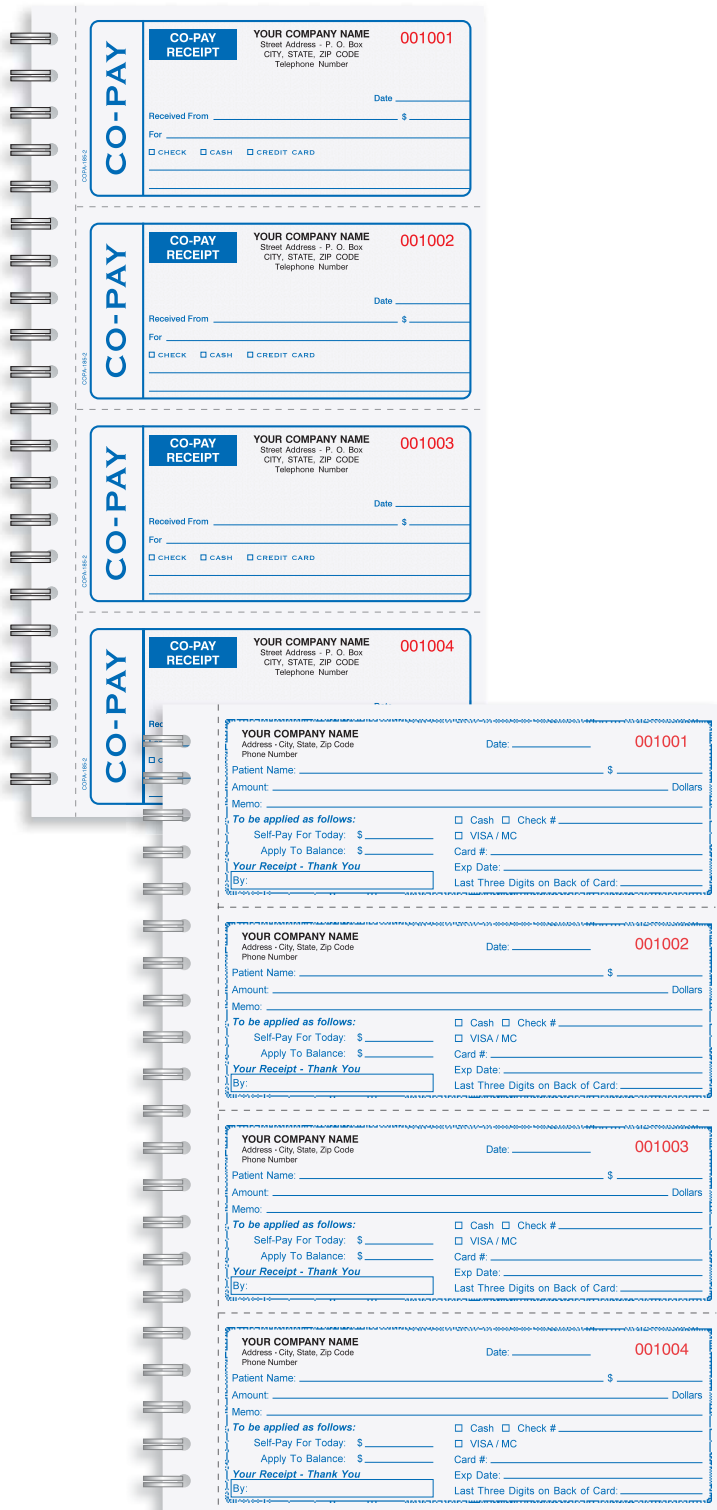 CO-PAY
COPA-186-2
CO-PAY
RECEIPT
YOUR COMPANY NAME
Street Address - P. O. Box
CITY, STATE, ZIP CODE
Telephone Number
001001
Date
Received From $
For
CHECK CASH CREDIT CARD
CO-PAY
COPA-186-2
CO-PAY
RECEIPT
YOUR COMPANY NAME
Street Address - P. O. Box
CITY, STATE, ZIP CODE
Telephone Number
001002
Date
Received From $
For
CHECK CASH CREDIT CARD
CO-PAY
COPA-186-2
CO-PAY
RECEIPT
YOUR COMPANY NAME
Street Address - P. O. Box
CITY, STATE, ZIP CODE
Telephone Number
001003
Date
Received From $
For
CHECK CASH CREDIT CARD
CO-PAY
COPA-186-2
CO-PAY
RECEIPT
YOUR COMPANY NAME
Street Address - P. O. Box
CITY, STATE, ZIP CODE
Telephone Number
001004
Rec
YOUR COMPANY NAME
Address - City, State, Zip Code
Phone Number
Date: 001001
Patient Name: $
Amount: Dollars
Memo:
To be applied as follows: Cash Check #
Self-Pay For Today: $ VISA / MC
Apply To Balance: $ Card #:
Your Receipt - Thank You Exp Date:
By: Last Three Digits on Back of Card:
YOUR COMPANY NAME
Address - City, State, Zip Code
Phone Number
Date: 001002
Patient Name: $
Amount: Dollars
Memo:
To be applied as follows: Cash Check #
Self-Pay For Today: $ VISA / MC
Apply To Balance: $ Card #:
Your Receipt - Thank You Exp Date:
By: Last Three Digits on Back of Card:
YOUR COMPANY NAME
Address - City, State, Zip Code
Phone Number
Date: 001003
Patient Name: $
Amount: Dollars
Memo:
To be applied as follows: Cash Check #
Self-Pay For Today: $ VISA / MC
Apply To Balance: $ Card #:
Your Receipt - Thank You Exp Date:
By: Last Three Digits on Back of Card:
YOUR COMPANY NAME
Address - City, State, Zip Code
Phone Number
Date: 001004
Patient Name: $
Amount: Dollars
Memo:
To be applied as follows: Cash Check #
Self-Pay For Today: $ VISA / MC
Apply To Balance: $ Card #:
Your Receipt - Thank You Exp Date:
By: Last Three Digits on Back of Card: